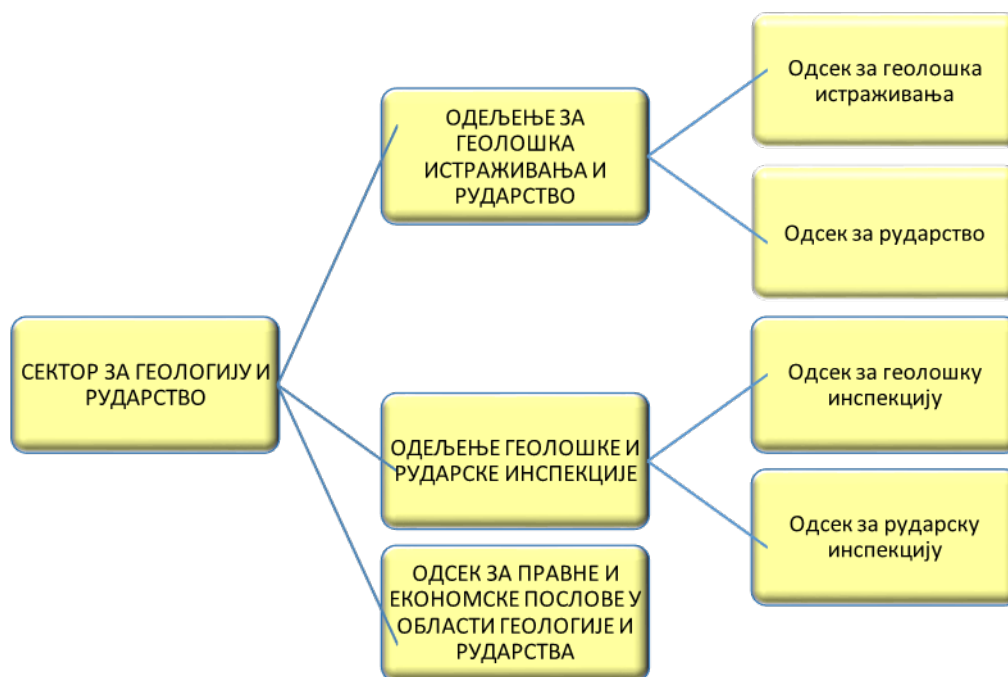 СЕКТОР ЗА ГЕОЛОГИЈУ И
РУДАРСТВО
ОДЕЉЕЊЕ ЗА
ГЕОЛОШКА
ИСТРАЖИВАЊА И
РУДАРСТВО
Одсек за геолошка
истраживања
Одсек за рударство
ОДЕЉЕЊЕ ГЕОЛОШКЕ И
РУДАРСКЕ ИНСПЕКЦИЈЕ
Одсек за геолошку
инспекцију
Одсек за рударску
инспекцију
ОДСЕК ЗА ПРАВНЕ И
ЕКОНОМСКЕ ПОСЛОВЕ У
ОБЛАСТИ ГЕОЛОГИЈЕ И
РУДАРСТВА